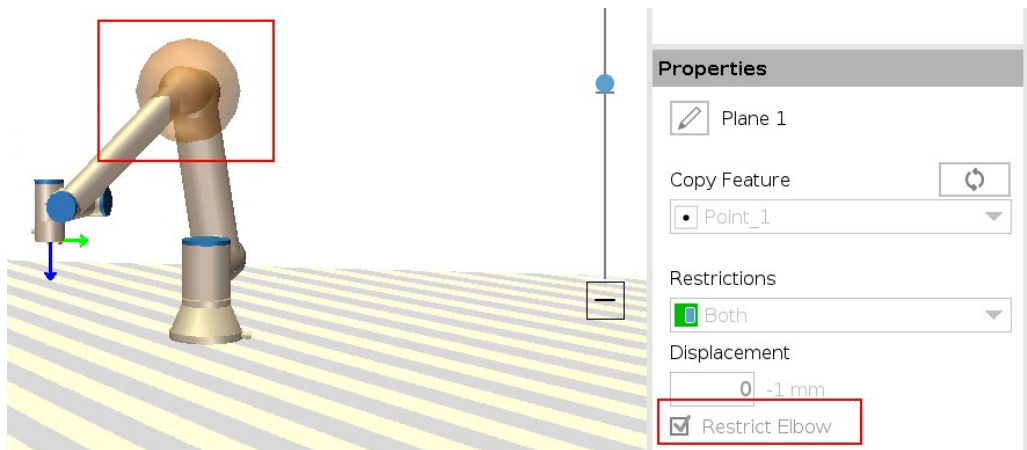 Properties
Plane 1
Copy Feature
Point_1
Restrictions
Both
Displacement
0 -1 mm
Restrict Elbow